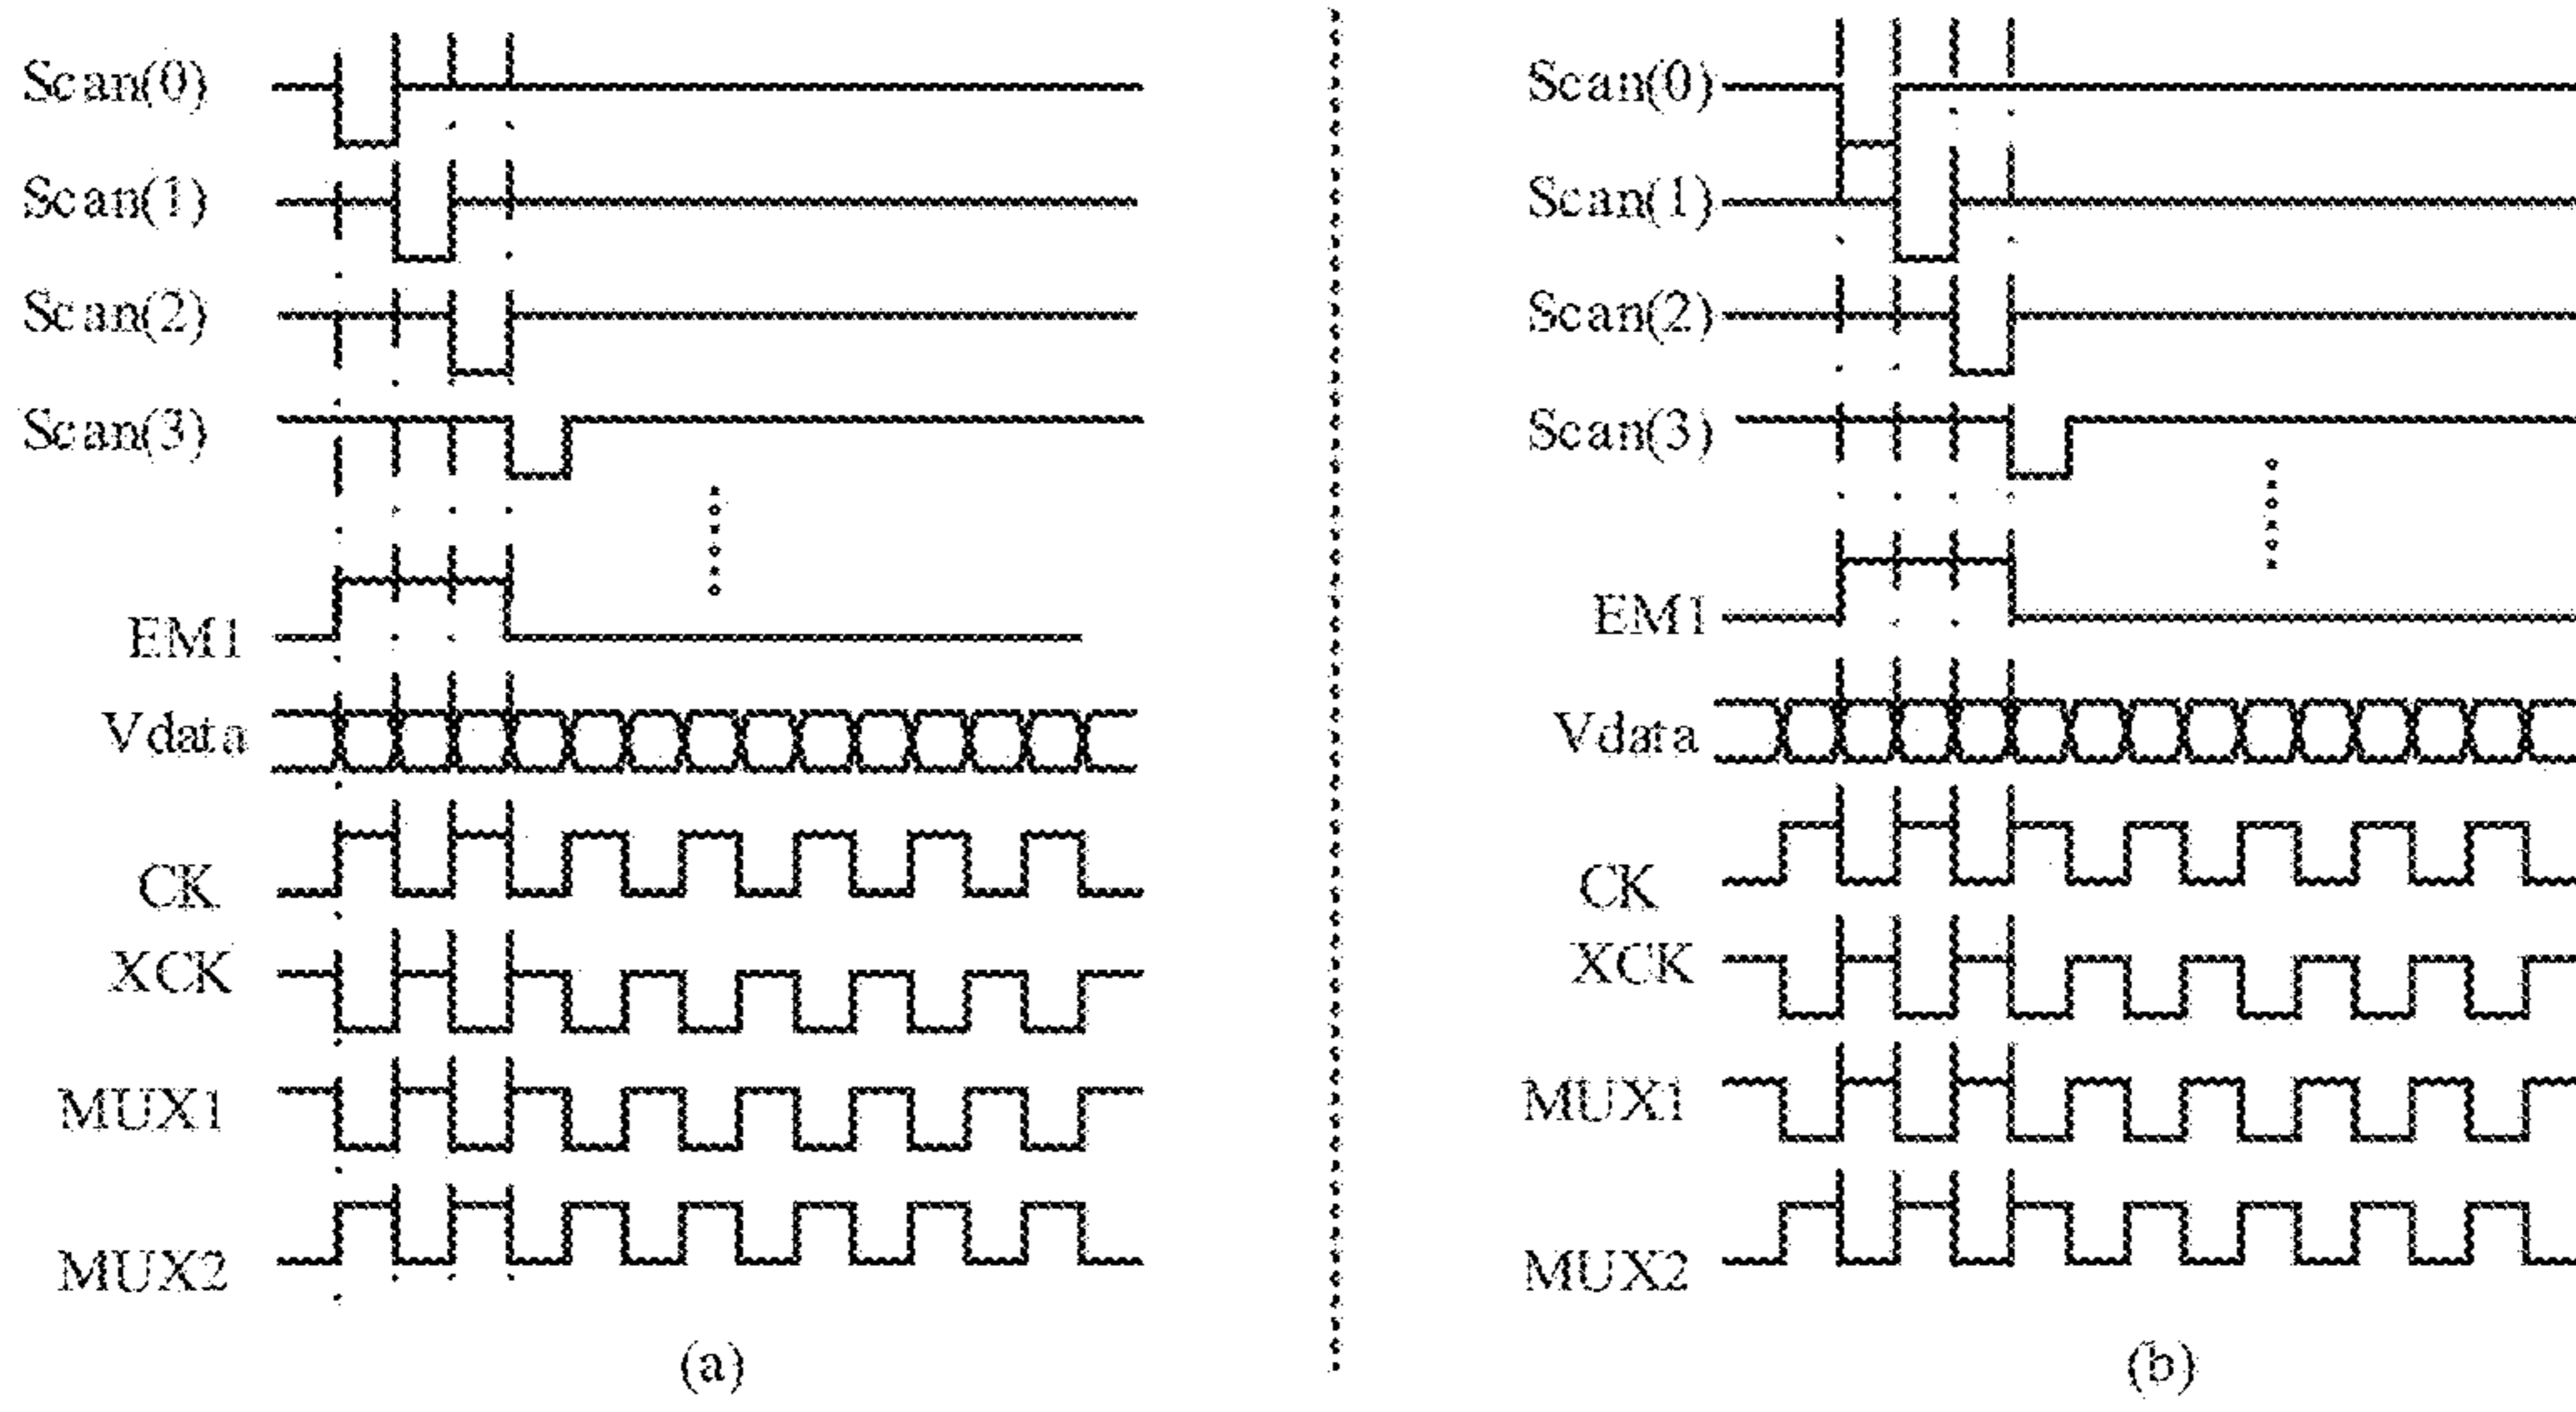 Scan(0)
Scan(1)
Scan(2)
Scan(3)
EM1
Vdata
CK
XCK
MUX1
MUX2
(a)
Scan(0)
Scan(1)
Scan(2)
Scan(3)
EM1
Vdata
CK
XCK
MUX1
MUX2
(b)